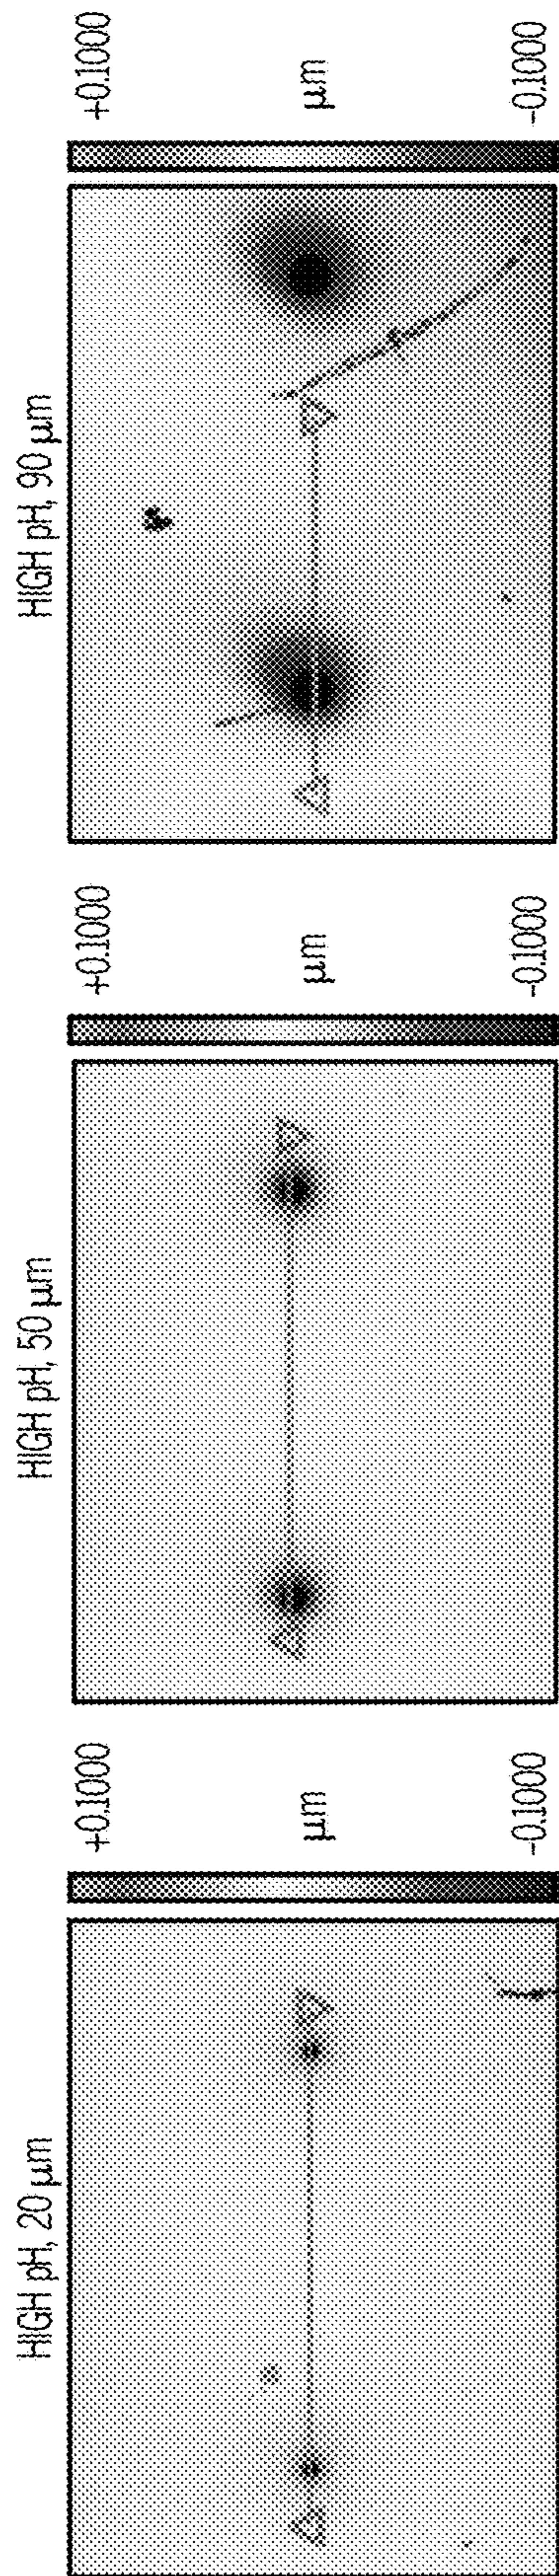 HIGH pH, 20 µm
+0.1000
µm
-0.1000
HIGH pH, 50 µm
+0.1000
µm
-0.1000
HIGH pH, 90 µm
+0.1000
µm
-0.1000